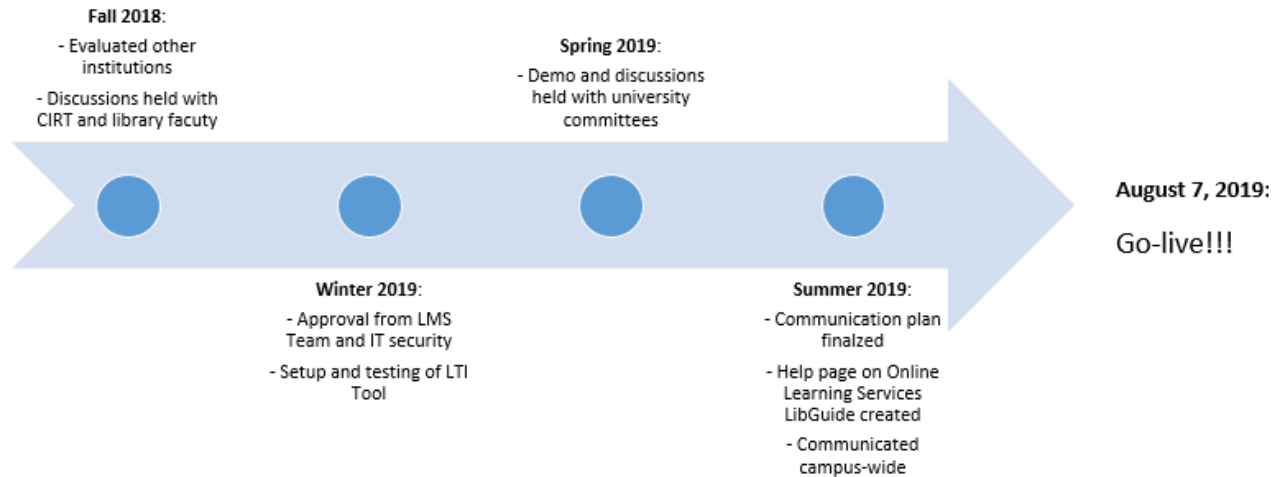 Fall 2018:
- Evaluated other
institutions
- Discussions held with
CIRT and library facuty
Spring 2019:
- Demo and discussions
held with university
committees
August 7, 2019:
Go-live!!!
Winter 2019:
- Approval from LMS
Team and IT security
- Setup and testing of LTI
Tool
Summer 2019:
- Communication plan
finalzed
- Help page on Online
Learning Services
LibGuide created
- Communicated
campus-wide